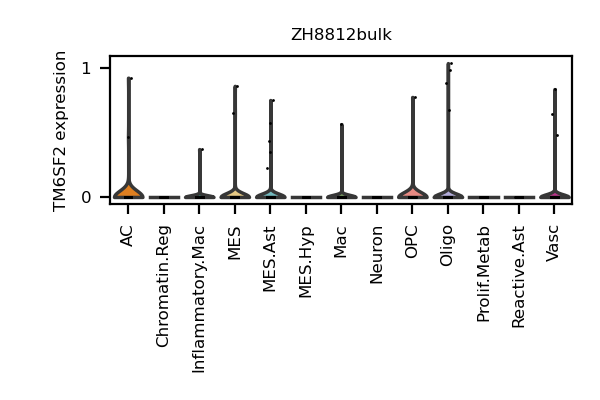 ZH8812bulk
TM6SF2 expression
1
0
AC
Chromatin.Reg
Inflammatory.Mac
MES
MES.Ast
MES.Hyp
Mac
Neuron
OPC
Oligo
Prolif.Metab
Reactive.Ast
Vasc